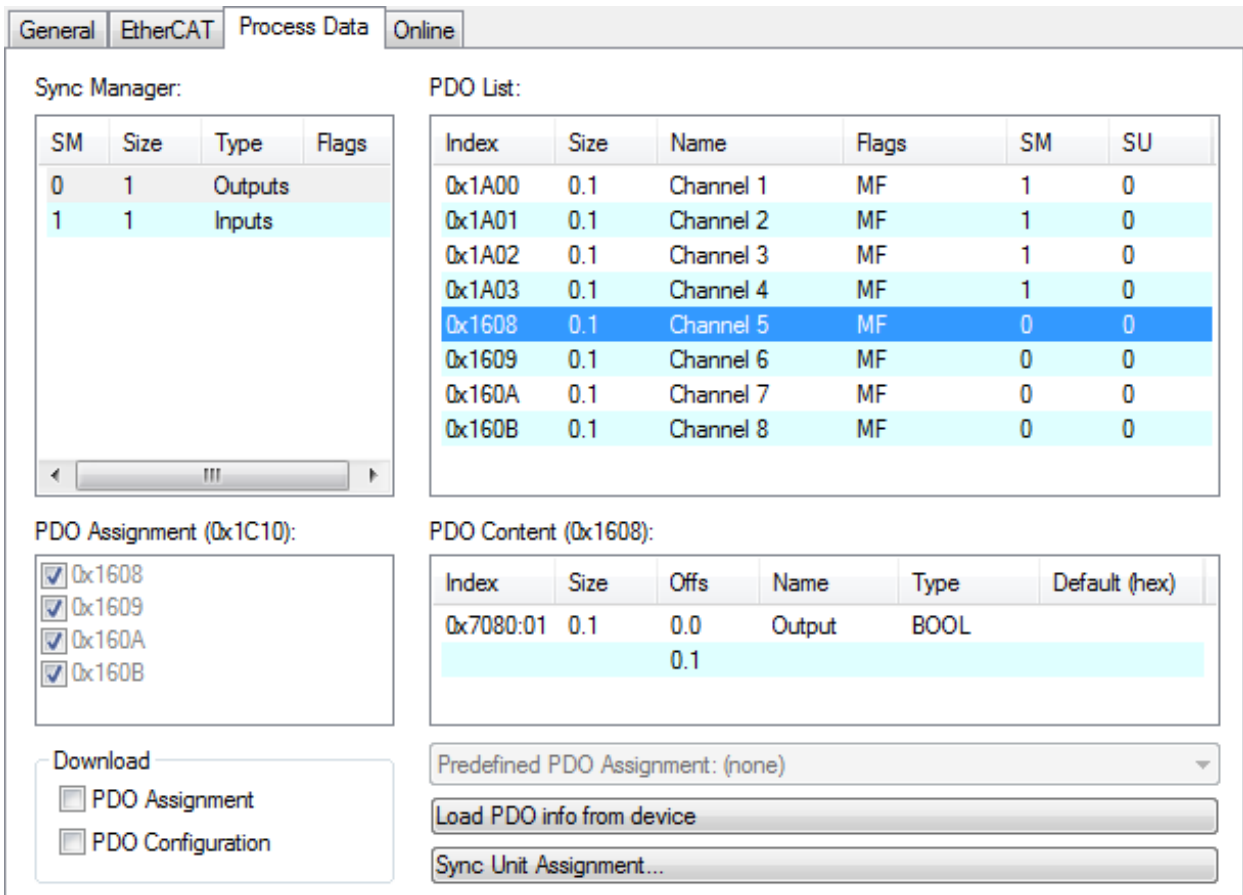 General EtherCAT Process Data Online
Sync Manager: PDO List:
SM Size Type Flags Index Size Name Flags SM SU
0 1 Outputs 0x1A00 0.1 Channel 1 MF 1 0
1 1 Inputs 0x1A01 0.1 Channel 2 MF 1 0
0x1A02 0.1 Channel 3 MF 1 0
0x1A03 0.1 Channel 4 MF 1 0
0x1608 0.1 Channel 5 MF 0 0
0x1609 0.1 Channel 6 MF 0 0
0x160A 0.1 Channel 7 MF 0 0
0x160B 0.1 Channel 8 MF 0 0
PDO Assignment (0x1C10): PDO Content (0x1608):
0x1608 Index Size Offs Name Type Default (hex)
0x1609 0x7080:01 0.1 0.0 Output BOOL
0x160A 0.1
0x160B
Download Predefined PDO Assignment: (none)
PDO Assignment Load PDO info from device
PDO Configuration Sync Unit Assignment...